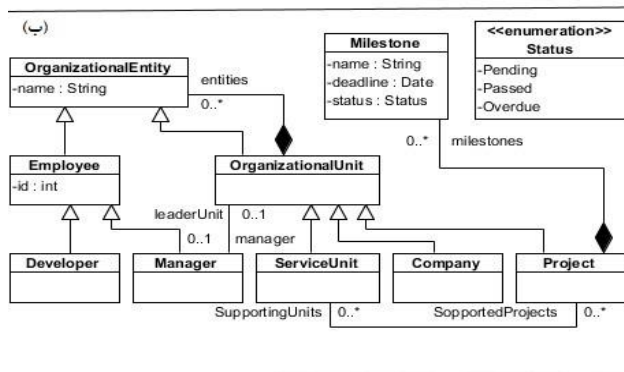 (ب)
OrganizationalEntity
-name : String
entities
0..*
Milestone
-name : String
-deadline : Date
-status : Status
<<enumeration>>
Status
-Pending
-Passed
-Overdue
0..* milestones
Employee
-id : int
OrganizationalUnit
leaderUnit 0..1
0..1 manager
Developer
Manager
ServiceUnit
Company
Project
SupportingUnits 0..*
SopportedProjects 0..*